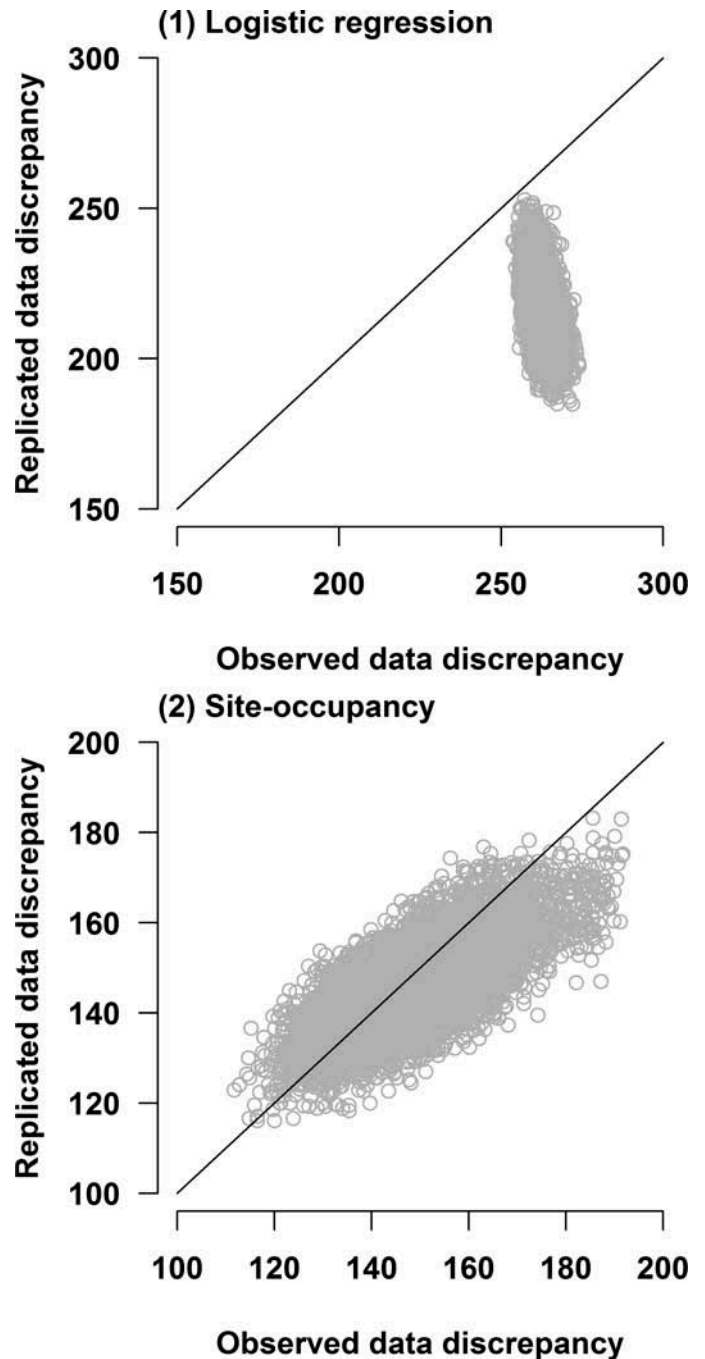 (1) Logistic regression
300
250
200
150
Replicated data discrepancy
150 200 250 300
Observed data discrepancy
(2) Site-occupancy
200
180
160
140
120
100
Replicated data discrepancy
100 120 140 160 180 200
Observed data discrepancy